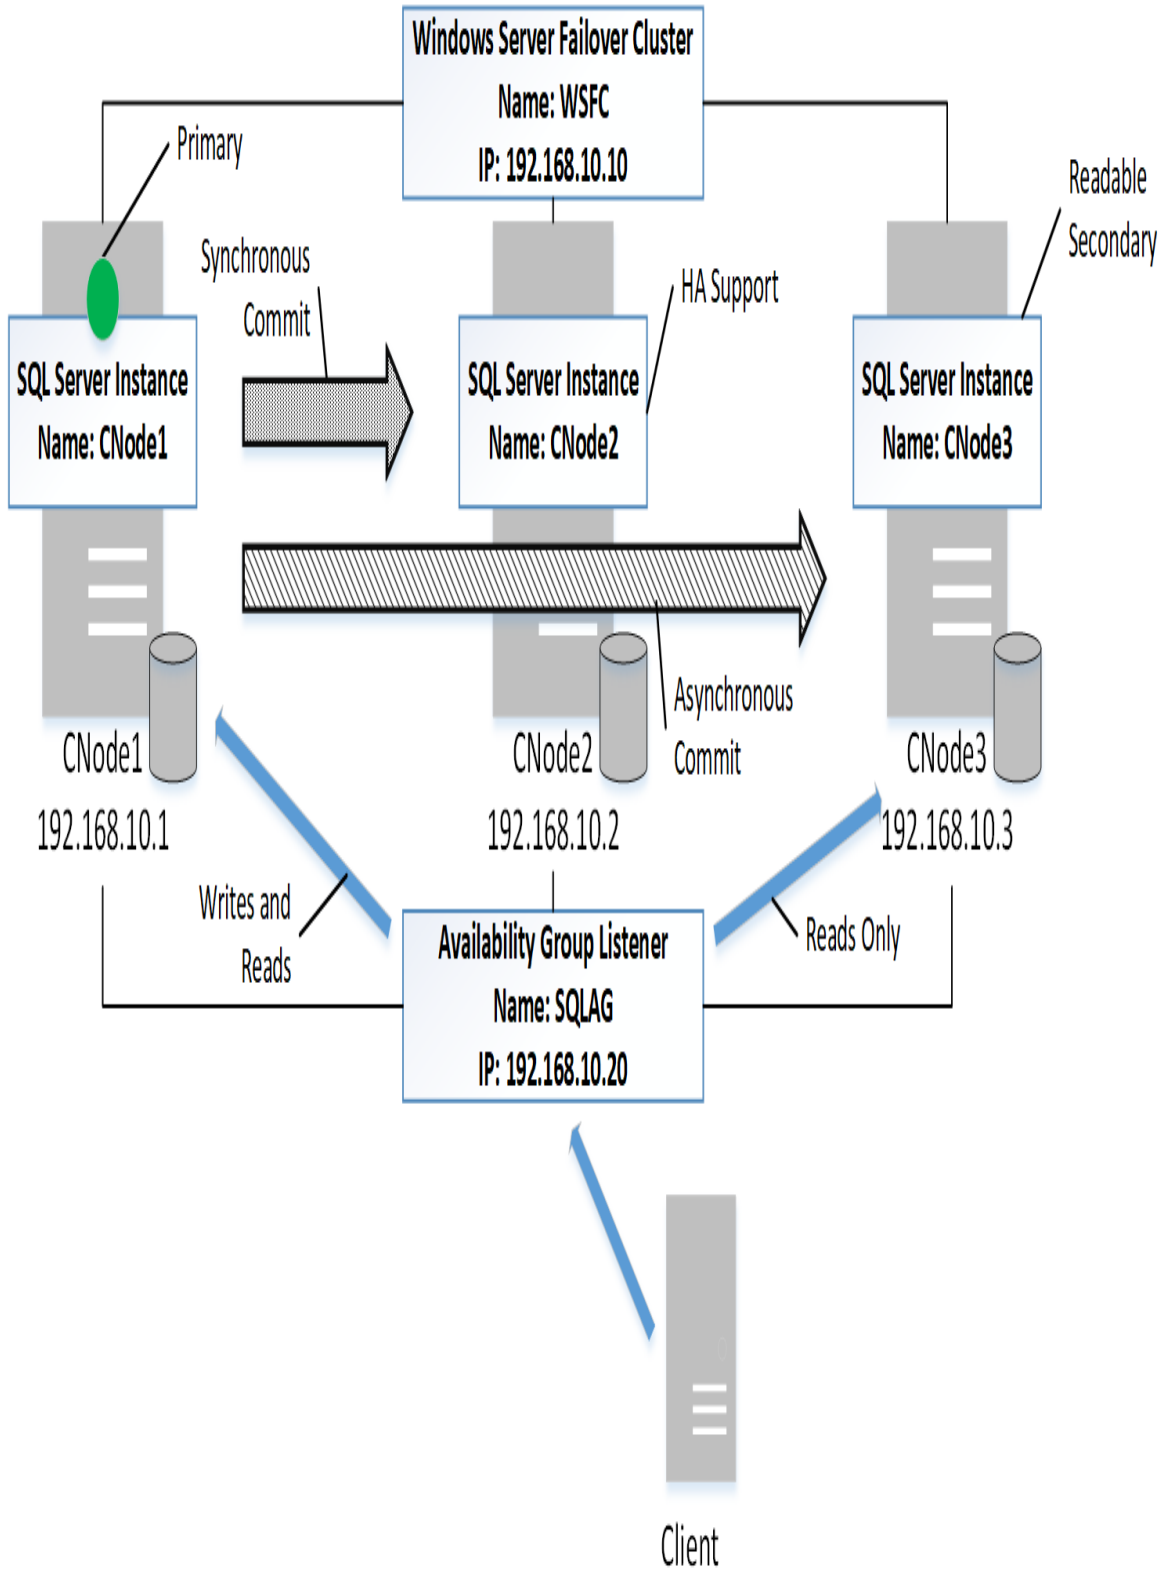 Windows Server Failover Cluster
Name: WSFC
IP: 192.168.10.10
Primary
Readable
Secondary
Synchronous
Commit
HA Support
SQL Server Instance
Name: CNode1
SQL Server Instance
Name: CNode2
SQL Server Instance
Name: CNode3
Asynchronous
Commit
CNode1
192.168.10.1
CNode2
192.168.10.2
CNode3
192.168.10.3
Writes and
Reads
Reads Only
Availability Group Listener
Name: SQLAG
IP: 192.168.10.20
Client